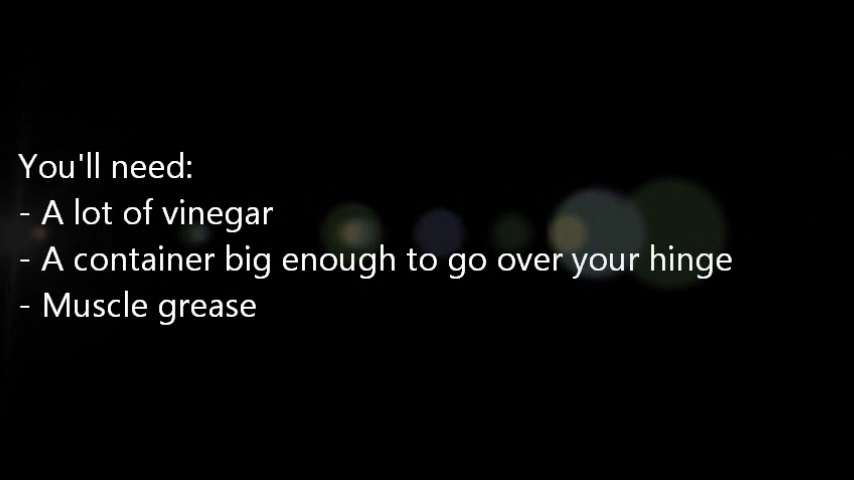 You'll need:
- A lot of vinegar
- A container big enough to go over your hinge
- Muscle grease